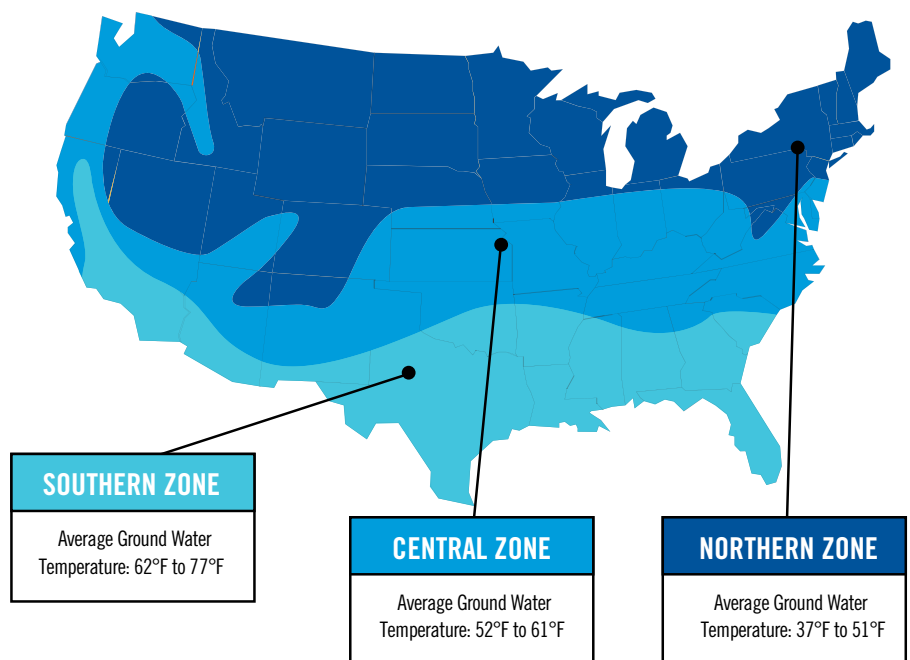 SOUTHERN ZONE
Average Ground Water
Temperature: 62°F to 77°F
CENTRAL ZONE
Average Ground Water
Temperature: 52°F to 61°F
NORTHERN ZONE
Average Ground Water
Temperature: 37°F to 51°F